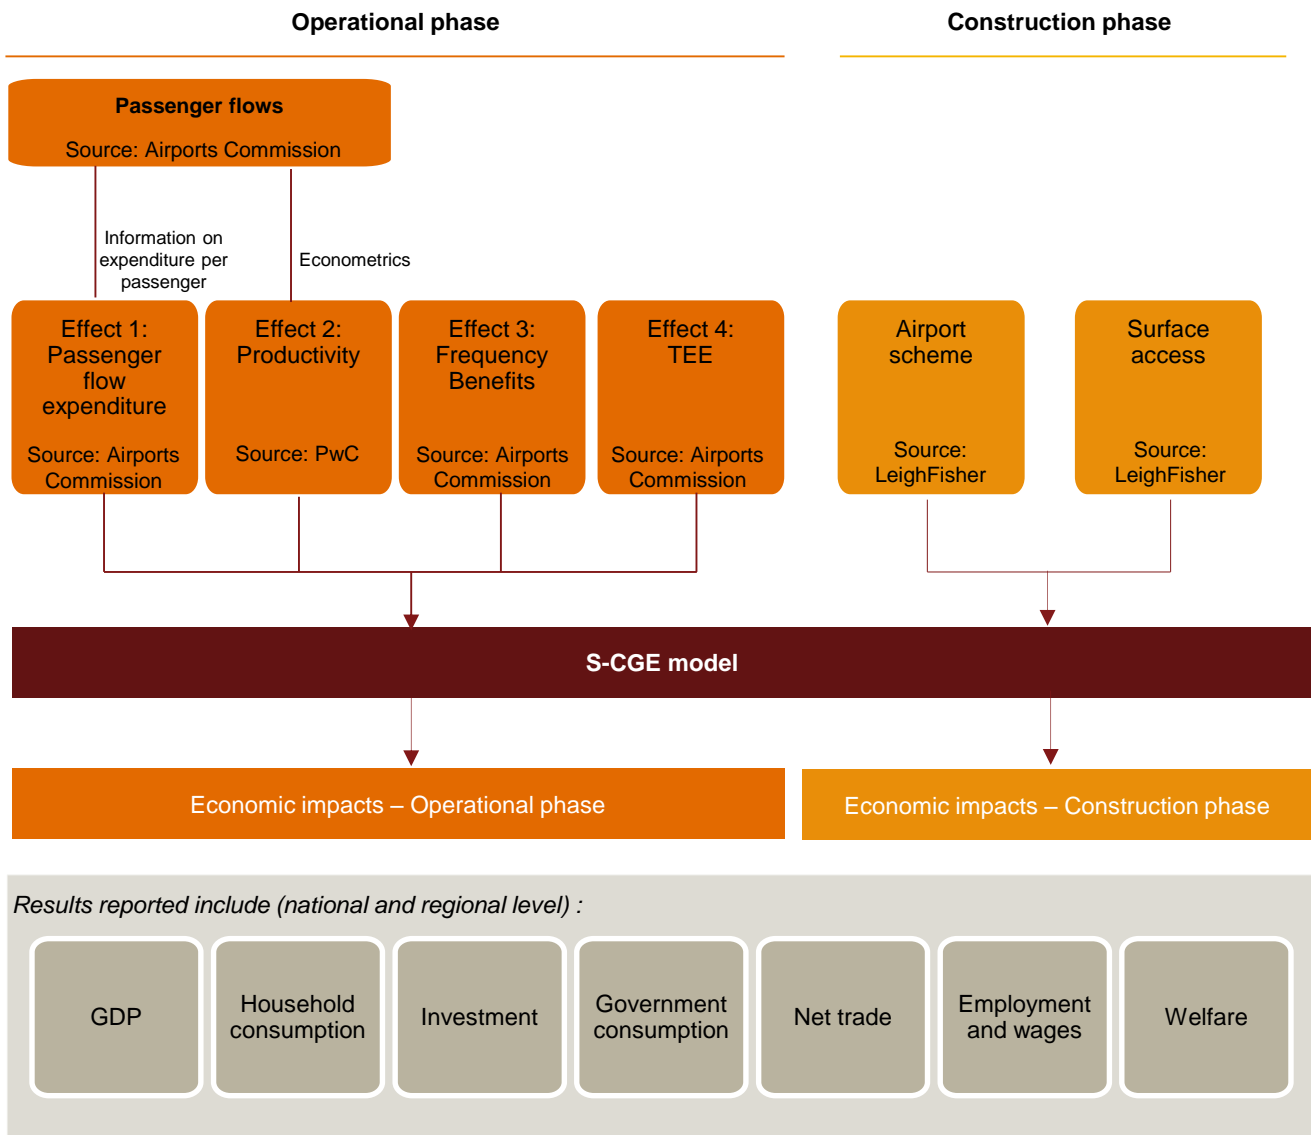 Operational phase
Construction phase
Passenger flows
Source: Airports Commission
Information on
expenditure per
passenger
Econometrics
Effect 1:
Passenger
flow
expenditure
Source: Airports
Commission
Effect 2:
Productivity
Source: PwC
Effect 3:
Frequency
Benefits
Source: Airports
Commission
Effect 4:
TEE
Source: Airports
Commission
Airport
scheme
Source:
LeighFisher
Surface
access
Source:
LeighFisher
S-CGE model
Economic impacts – Operational phase
Economic impacts – Construction phase
Results reported include (national and regional level) :
GDP
Household
consumption
Investment
Government
consumption
Net trade
Employment
and wages
Welfare